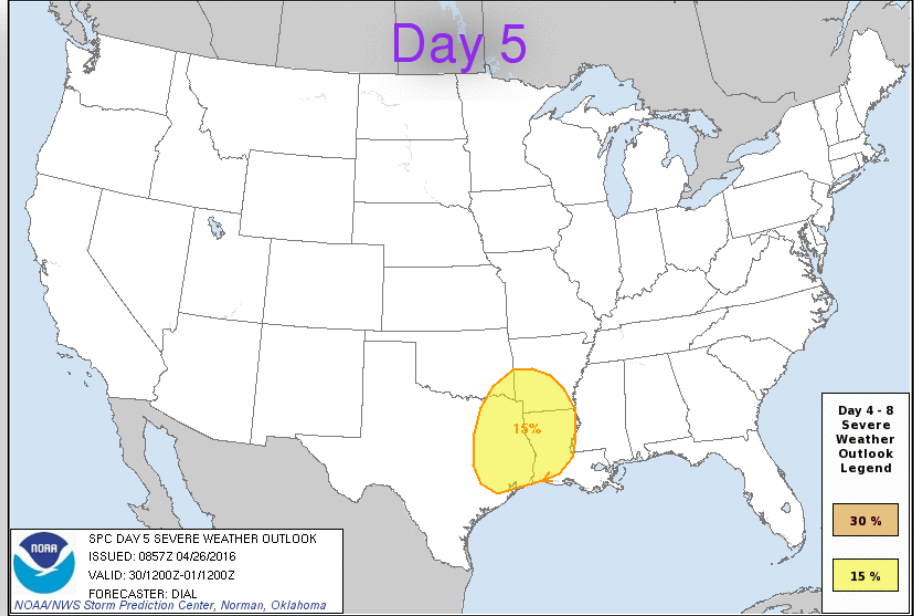 Day 5
15%
Day 4 - 8
Severe
Weather
Outlook
Legend
30 %
15 %
NOAA
SPC DAY 5 SEVERE WEATHER OUTLOOK
ISSUED: 0857Z 04/26/2016
VALID: 30/1200Z-01/1200Z
FORECASTER: DIAL
NOAA/NWS Storm Prediction Center, Norman, Oklahoma